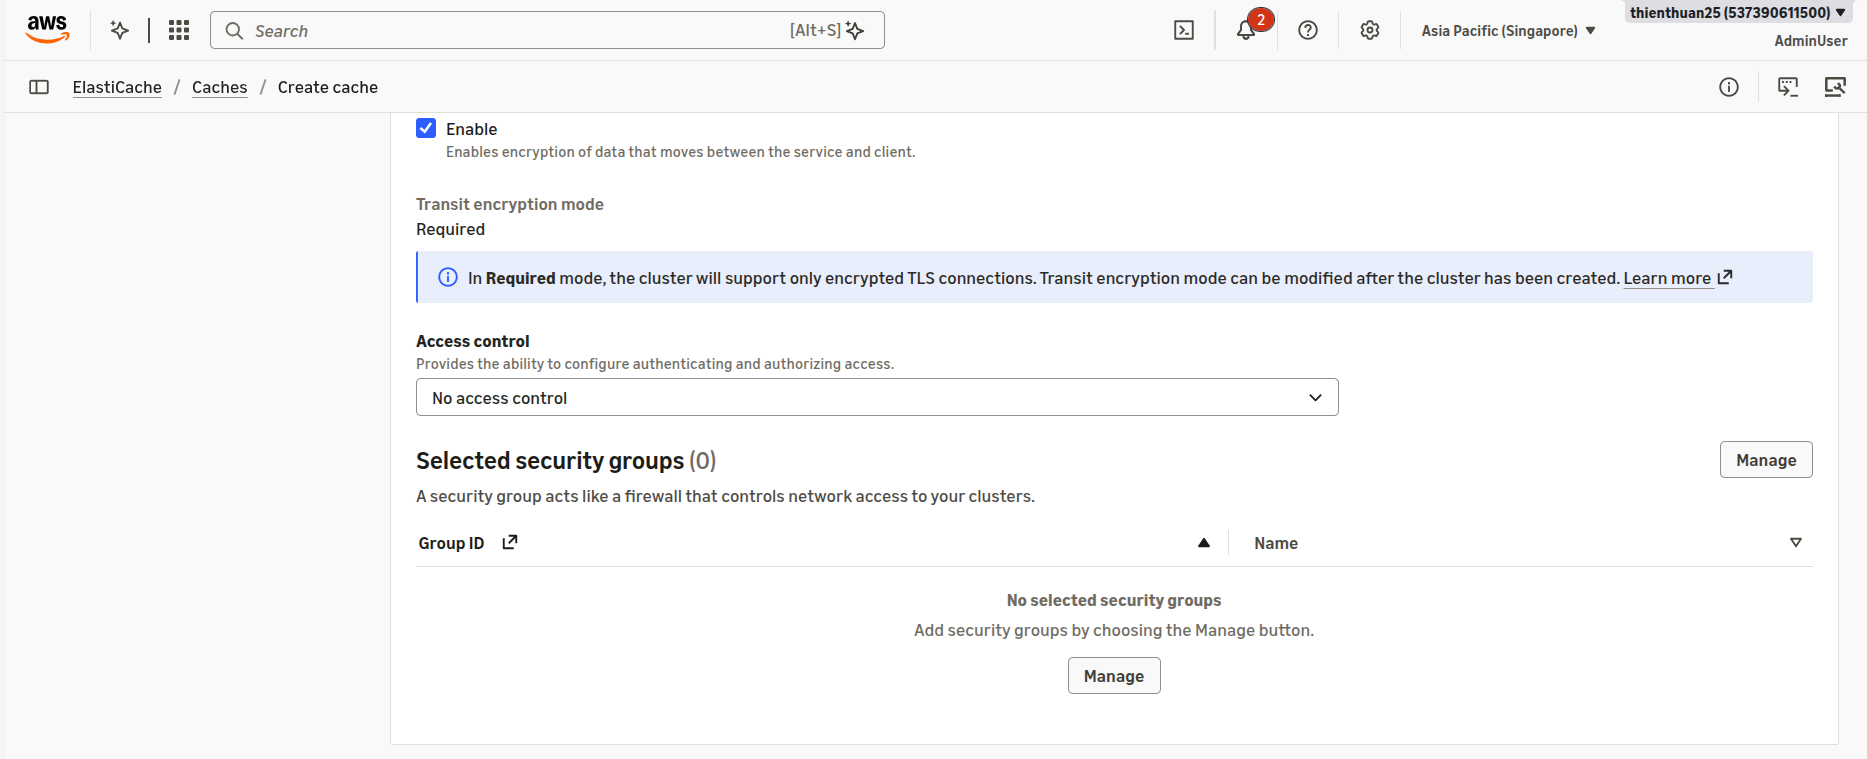 aws
Search [Alt+S]
2
Asia Pacific (Singapore)
thienthuan25 (537390611500)
AdminUser
ElastiCache / Caches / Create cache
Enable
Enables encryption of data that moves between the service and client.
Transit encryption mode
Required
In Required mode, the cluster will support only encrypted TLS connections. Transit encryption mode can be modified after the cluster has been created. Learn more
Access control
Provides the ability to configure authenticating and authorizing access.
No access control
Selected security groups (0)
Manage
A security group acts like a firewall that controls network access to your clusters.
Group ID Name
No selected security groups
Add security groups by choosing the Manage button.
Manage